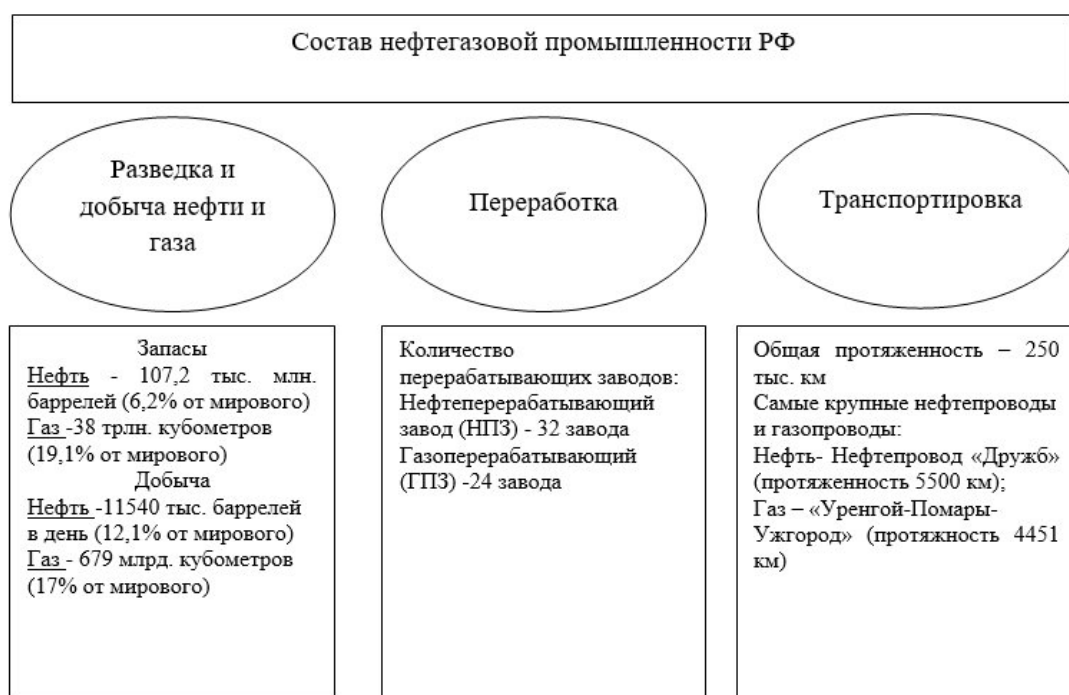 Состав нефтегазовой промышленности РФ
Разведка и
добыча нефти и
газа
Переработка
Транспортировка
Запасы
Нефть - 107,2 тыс. млн.
баррелей (6,2% от мирового)
Газ -38 трлн. кубометров
(19,1% от мирового)
Добыча
Нефть -11540 тыс. баррелей
в день (12,1% от мирового)
Газ - 679 млрд. кубометров
(17% от мирового)
Количество
перерабатывающих заводов:
Нефтеперерабатывающий
завод (НПЗ) - 32 завода
Газоперерабатывающий
(ГПЗ) -24 завода
Общая протяженность – 250
тыс. км
Самые крупные нефтепроводы
и газопроводы:
Нефть- Нефтепровод «Дружб»
(протяженность 5500 км);
Газ – «Уренгой-Помары-
Ужгород» (протяжность 4451
км)